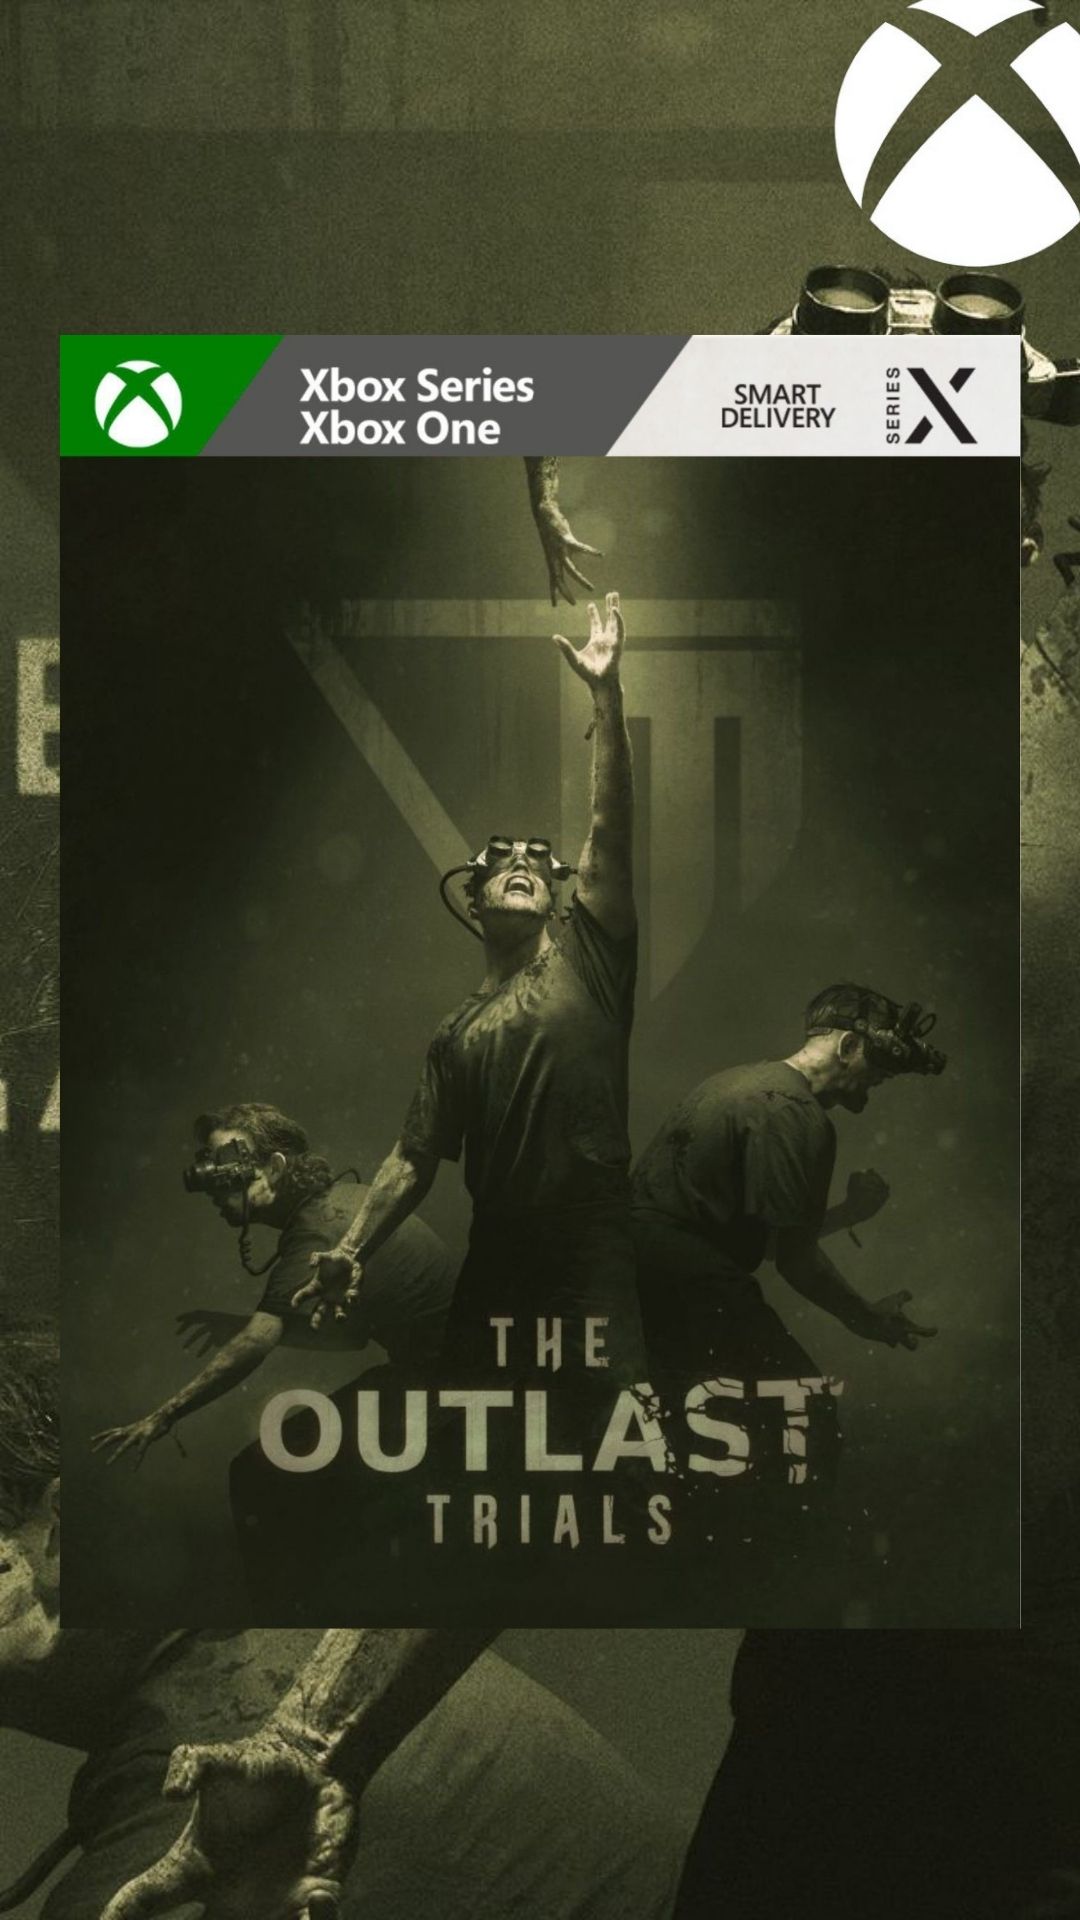 Xbox Series
Xbox One
SMART
DELIVERY
SERIES X
THE
OUTLAST
TRIALS